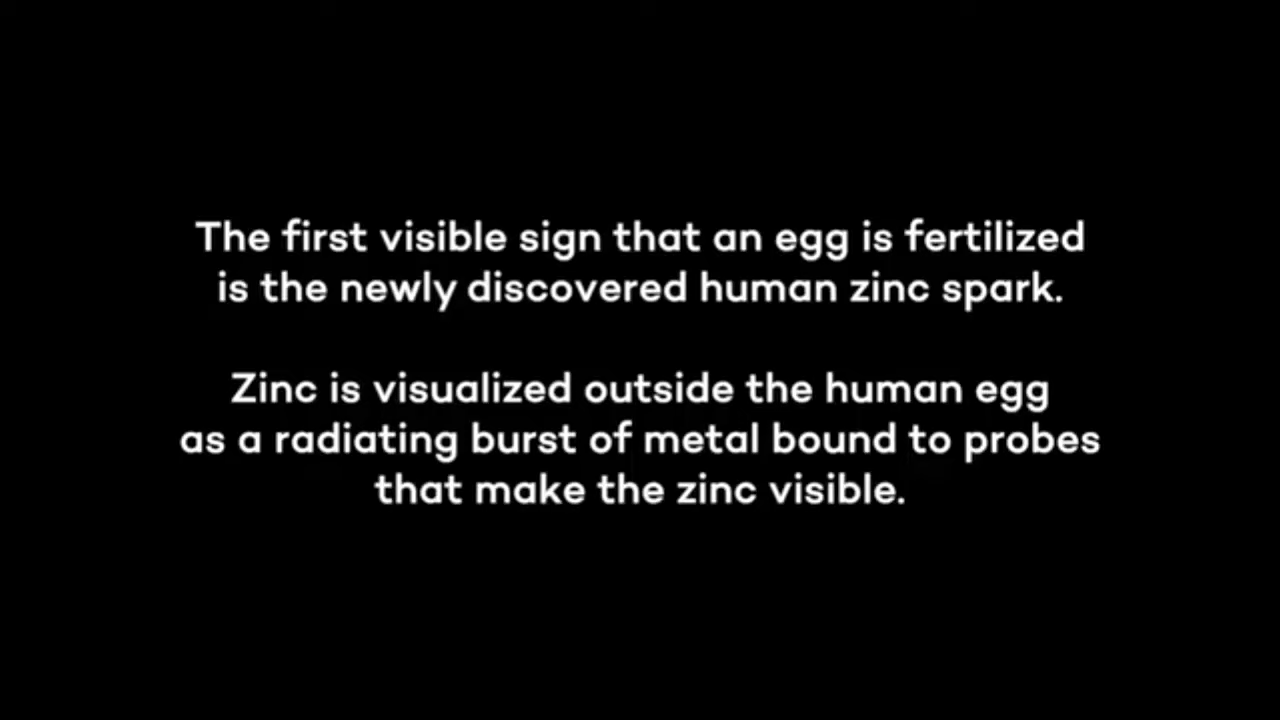 The first visible sign that an egg is fertilized
is the newly discovered human zinc spark.
Zinc is visualized outside the human egg
as a radiating burst of metal bound to probes
that make the zinc visible.